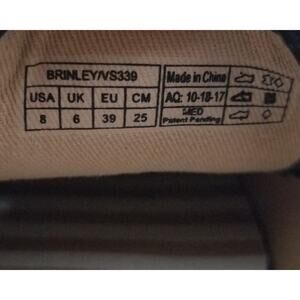 BRINLEY/VS339
USA UK EU CM
8 6 39 25
Made in China
AQ: 10-18-17
MED
Patent Pending